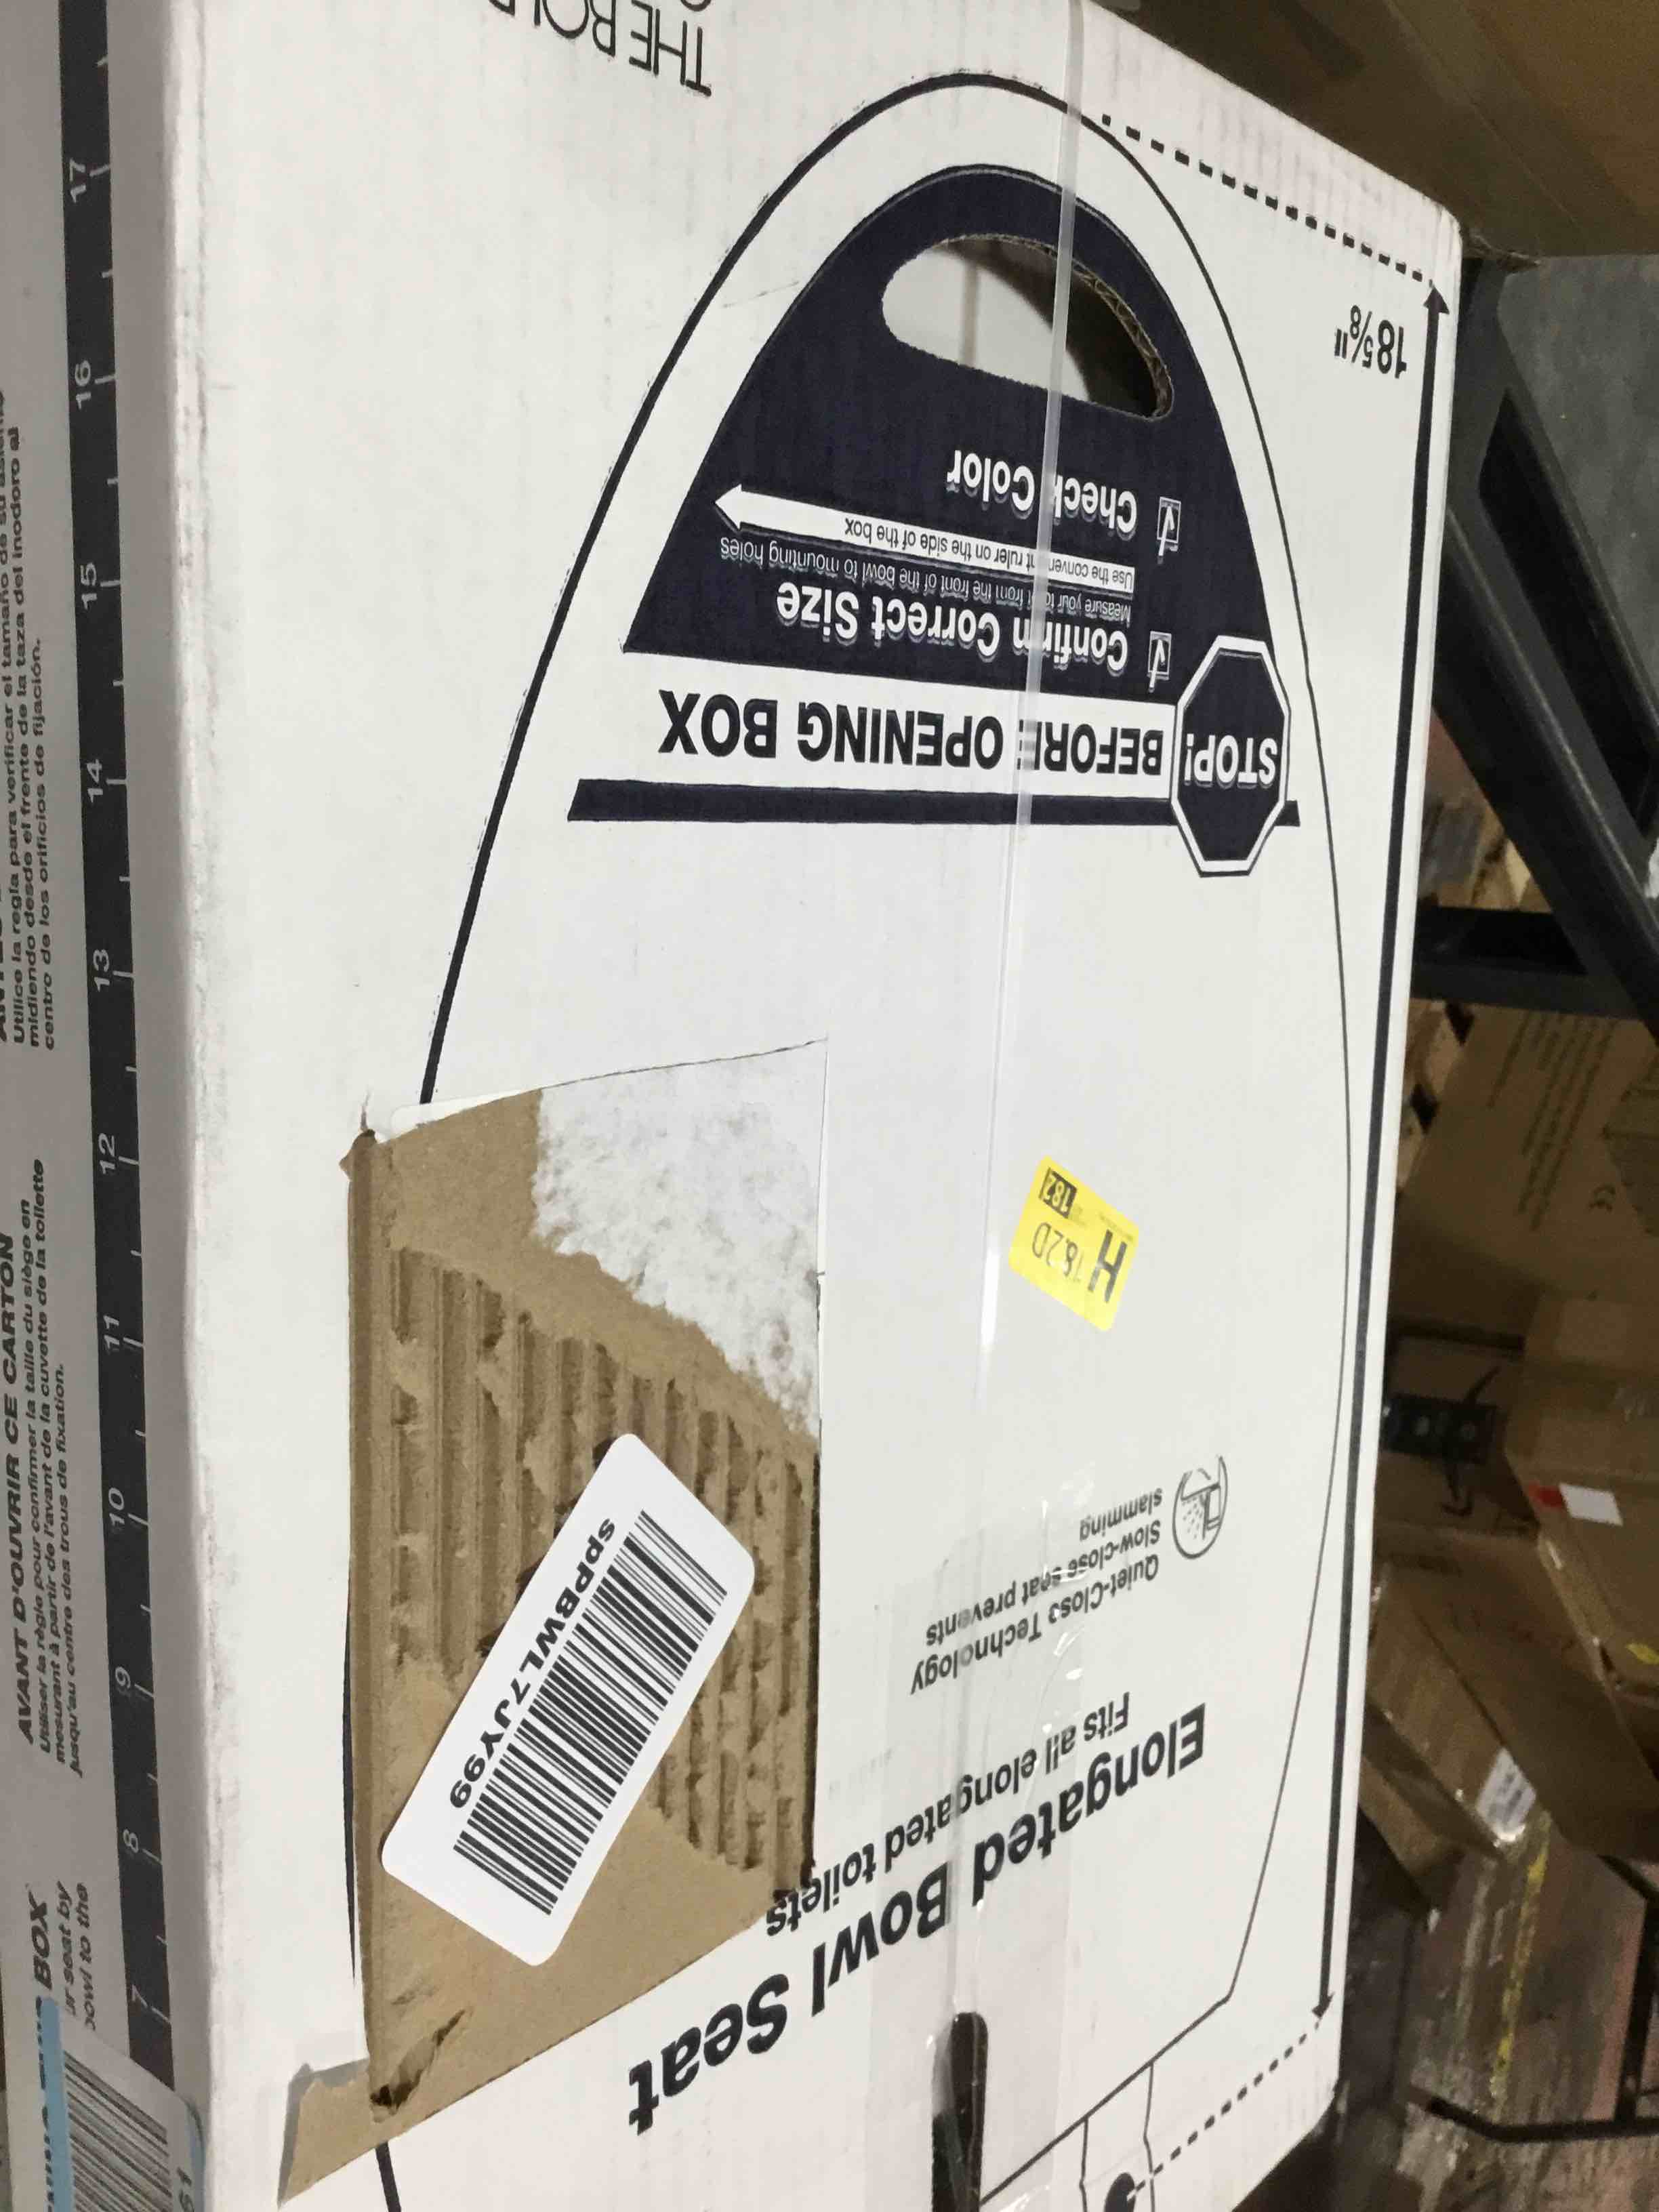 Elongated Bowl Seat
Fits all elongated toilets
Quiet-Close Technology
Slow-close seat prevents
slamming
H
18.2D
182
spPBWL7JY99
STOP!
BEFORE OPENING BOX
Confirm Correct Size
Measure your toilet from the front of the bowl to mounting holes
Use the convenient ruler on the side of the box
Check Color
18⅝"
THE
7 8 9 10 11 12 13 14 15 16 17
BOX
bowl to the
AVANT D'OUVRIR CE CARTON
Utiliser la règle pour confirmer la taille du siège en
mesurant à partir de l'avant de la cuvette de la toilette
jusqu'au centre des trous de fixation.
Utilice la regla para verificar el tamaño de su
midiendo desde el frente de la taza del inodoro al
centro de los orificios de fijación.
61